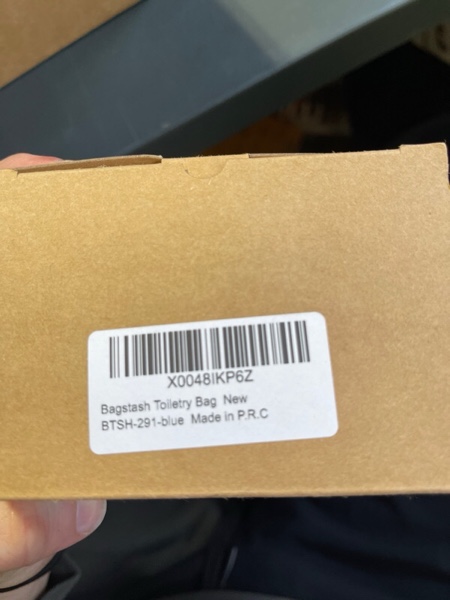 X0048IKP6Z
Bagstash Toiletry Bag New
BTSH-291-blue Made in P.R.C